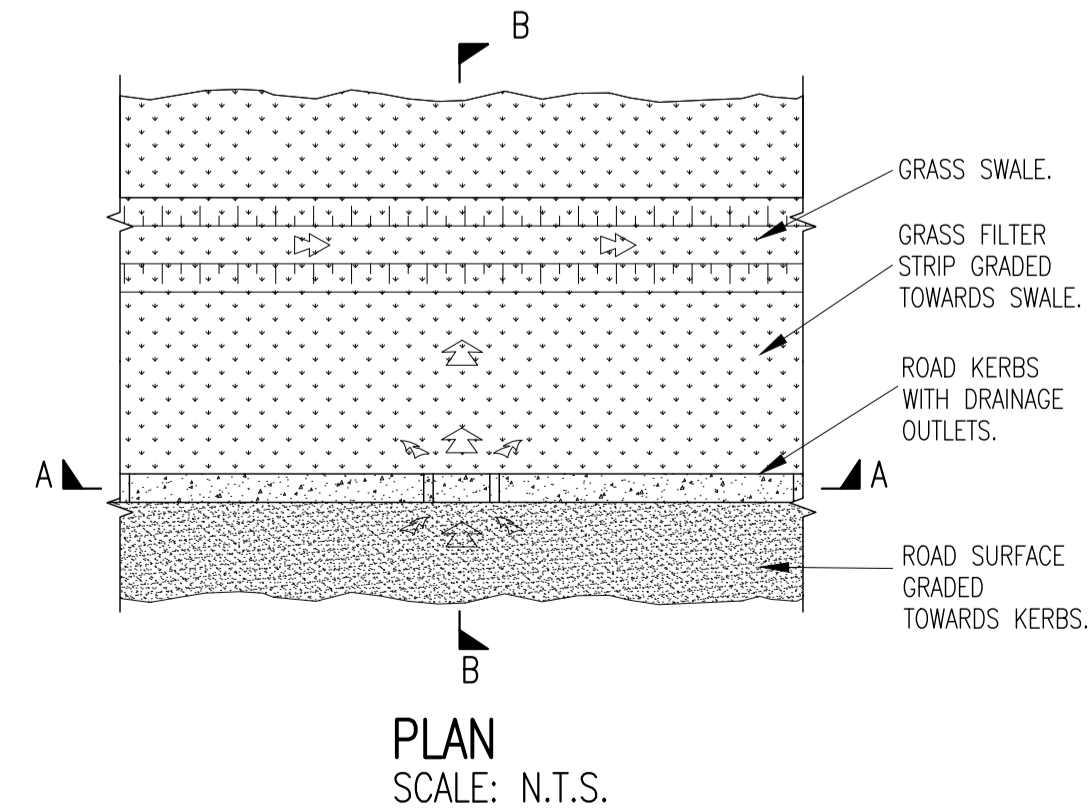 B
GRASS SWALE.
GRASS FILTER
STRIP GRADED
TOWARDS SWALE.
ROAD KERBS
WITH DRAINAGE
OUTLETS.
A
A
ROAD SURFACE
GRADED
TOWARDS KERBS.
B
PLAN
SCALE: N.T.S.